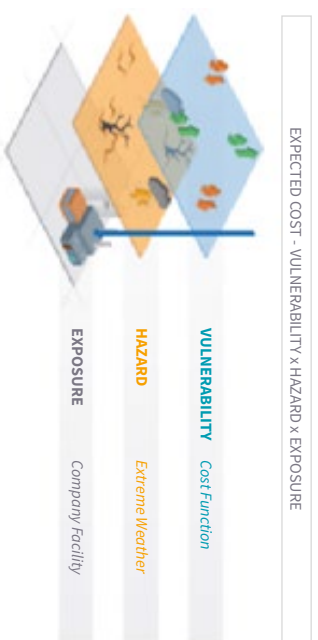 EXPECTED COST - VULNERABILITY x HAZARD x EXPOSURE
VULNERABILITY Cost Function
HAZARD Extreme Weather
EXPOSURE Company Facility